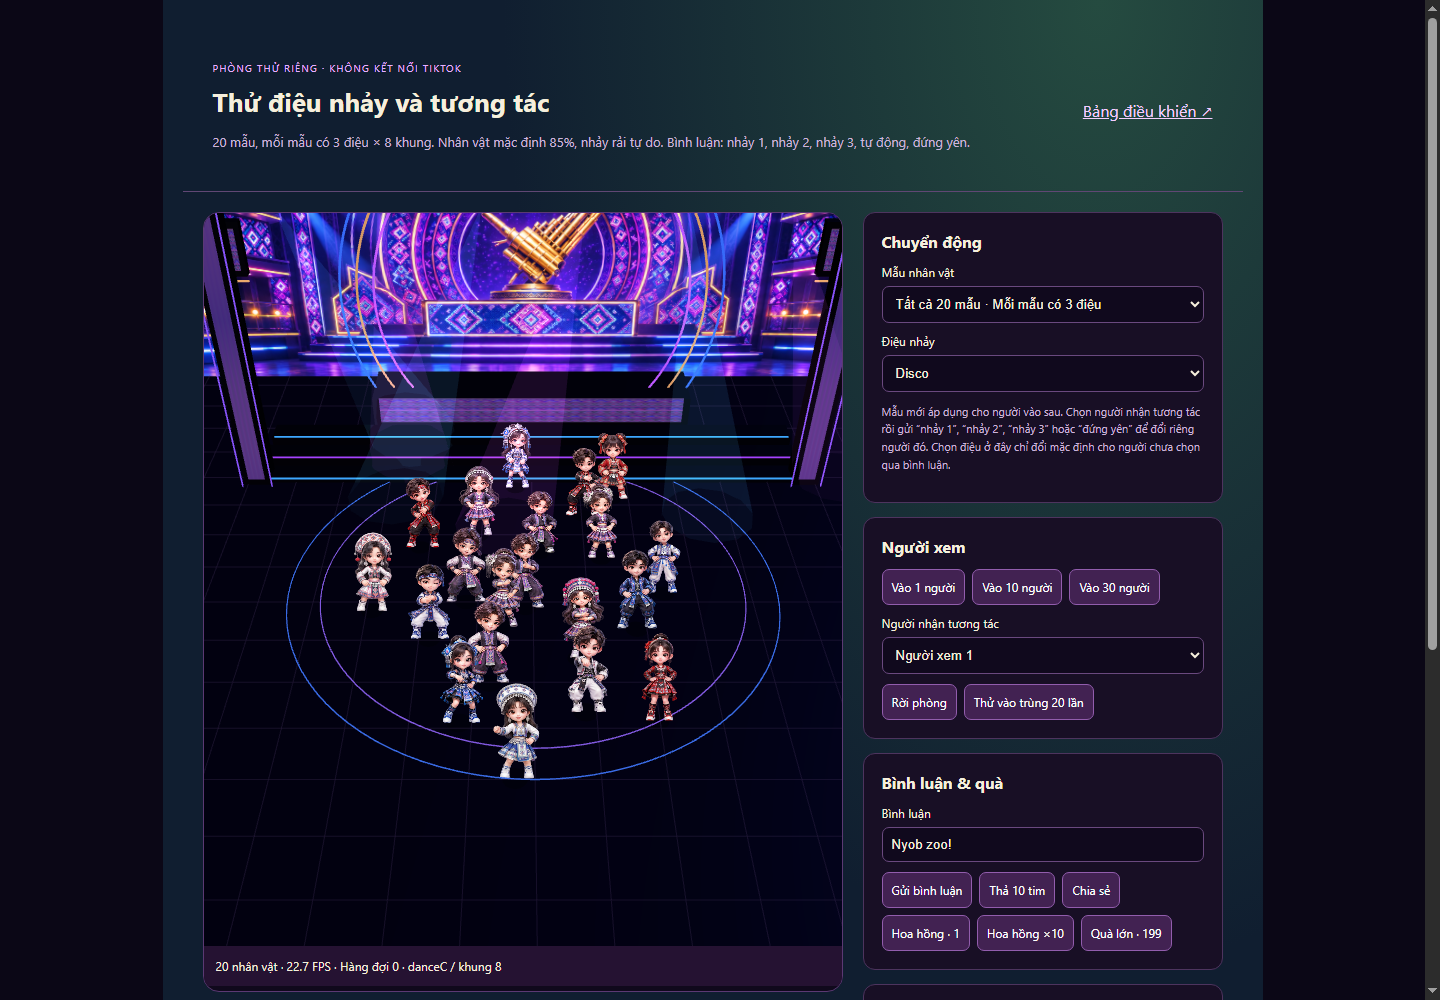 PHÒNG THỬ RIÊNG · KHÔNG KẾT NỐI TIKTOK
Thử điệu nhảy và tương tác
Bảng điều khiển ↗
20 mẫu, mỗi mẫu có 3 điệu × 8 khung. Nhân vật mặc định 85%, nhảy rải tự do. Bình luận: nhảy 1, nhảy 2, nhảy 3, tự động, đứng yên.
Chuyển động
Mẫu nhân vật
Tất cả 20 mẫu · Mỗi mẫu có 3 điệu
Điệu nhảy
Disco
Mẫu mới áp dụng cho người vào sau. Chọn người nhận tương tác
rồi gửi “nhảy 1”, “nhảy 2”, “nhảy 3” hoặc “đứng yên” để đổi riêng
người đó. Chọn điệu ở đây chỉ đổi mặc định cho người chưa chọn
qua bình luận.
Người xem
Vào 1 người
Vào 10 người
Vào 30 người
Người nhận tương tác
Người xem 1
Rời phòng
Thử vào trùng 20 lần
Bình luận & quà
Bình luận
Nyob zoo!
Gửi bình luận
Thả 10 tim
Chia sẻ
Hoa hồng · 1
Hoa hồng ×10
Quà lớn · 199
20 nhân vật · 22.7 FPS · Hàng đợi 0 · danceC / khung 8